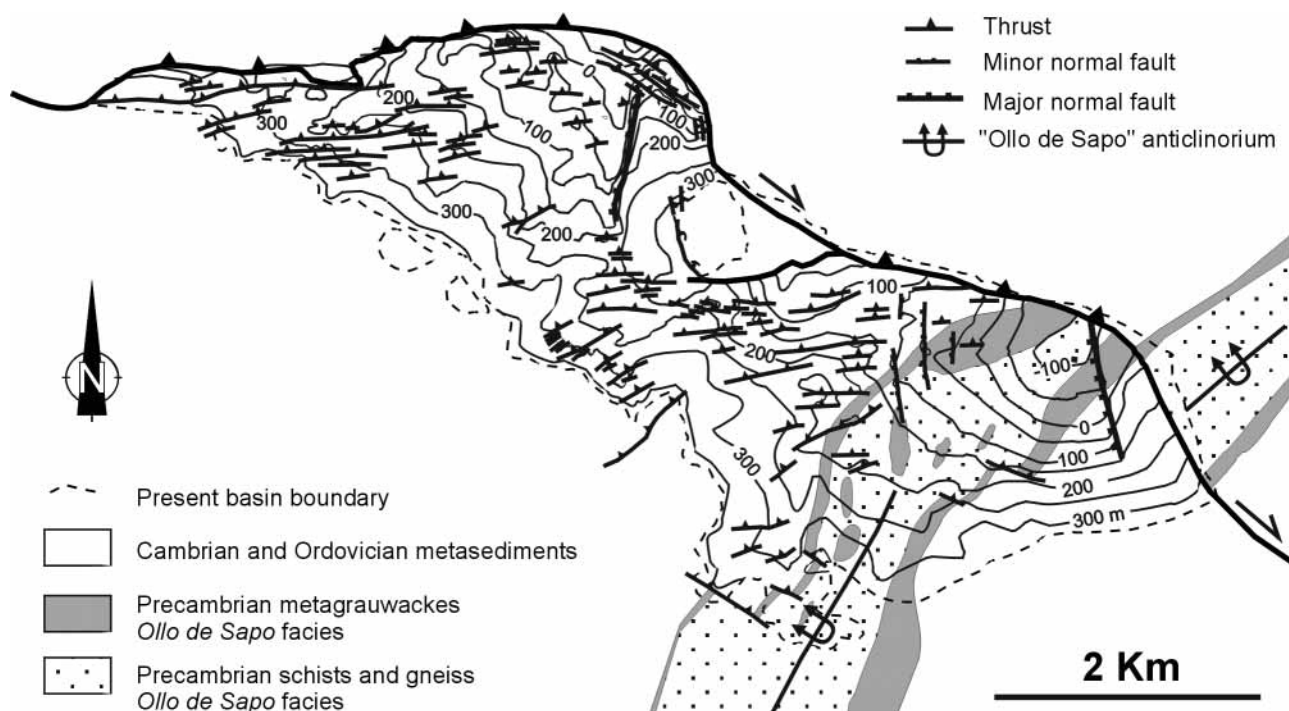 Thrust
Minor normal fault
Major normal fault
"Ollo de Sapo" anticlinorium
0
200
100
100
300
200
300
300
200
200
100
200
-100
0
300
100
200
300 m
N
Present basin boundary
Cambrian and Ordovician metasediments
Precambrian metagrauwackes
Ollo de Sapo facies
Precambrian schists and gneiss
Ollo de Sapo facies
2 Km